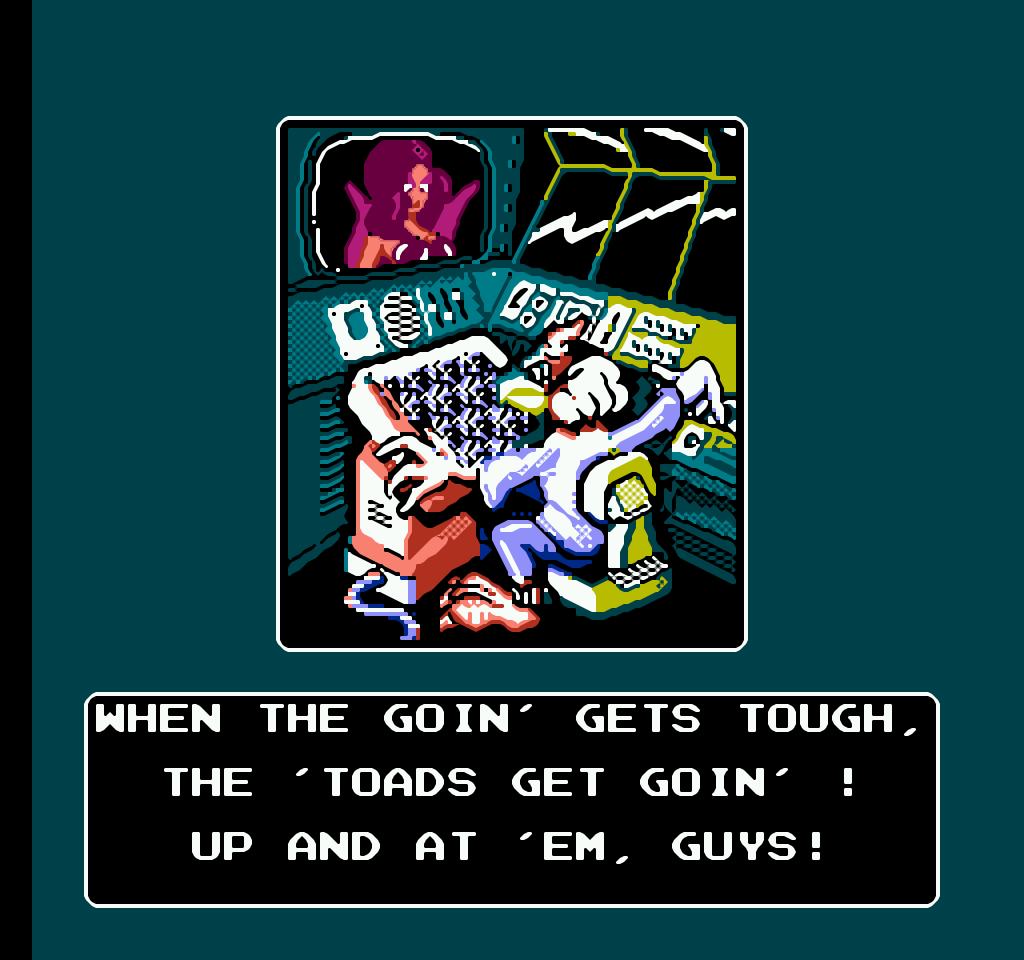 WHEN THE GOIN' GETS TOUGH,
THE 'TOADS GET GOIN' !
UP AND AT 'EM, GUYS!